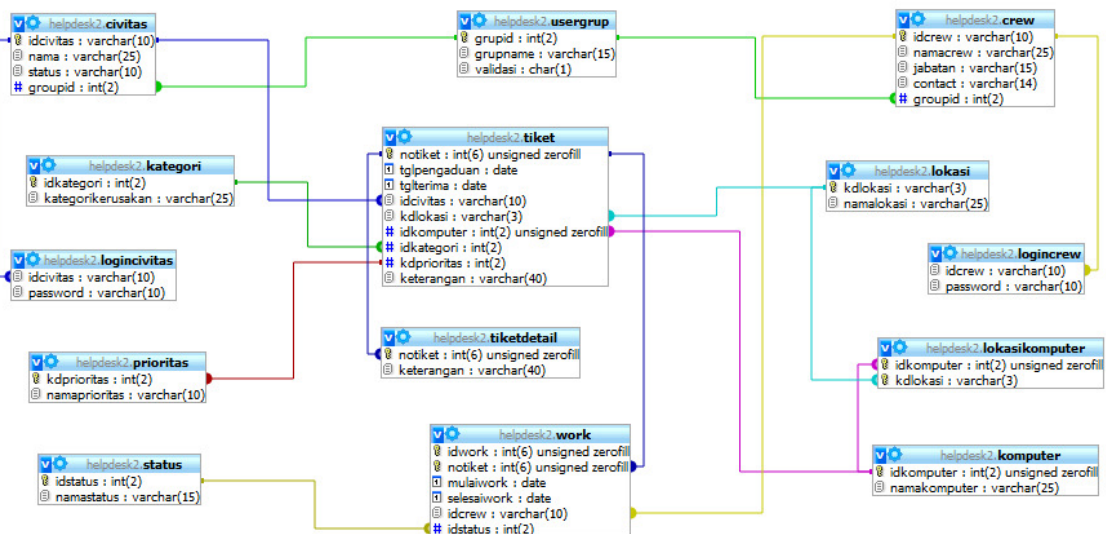 helpdesk2.civitas
idcivitas : varchar(10)
nama : varchar(25)
status : varchar(10)
# groupid : int(2)
helpdesk2.usergrup
grupid : int(2)
grupname : varchar(15)
validasi : char(1)
helpdesk2.crew
idcrew : varchar(10)
namacrew : varchar(25)
jabatan : varchar(15)
contact : varchar(14)
# groupid : int(2)
helpdesk2.kategori
idkategori : int(2)
kategorikerusakan : varchar(25)
helpdesk2.tiket
notiket : int(6) unsigned zerofill
tglpengaduan : date
tglterima : date
idcivitas : varchar(10)
kdlokasi : varchar(3)
# idkomputer : int(2) unsigned zerofill
# idkategori : int(2)
# kdprioritas : int(2)
keterangan : varchar(40)
helpdesk2.lokasi
kdlokasi : varchar(3)
namalokasi : varchar(25)
helpdesk2.logincivitas
idcivitas : varchar(10)
password : varchar(10)
helpdesk2.logincrew
idcrew : varchar(10)
password : varchar(10)
helpdesk2.prioritas
kdprioritas : int(2)
namaprioritas : varchar(10)
helpdesk2.tiketdetail
notiket : int(6) unsigned zerofill
keterangan : varchar(40)
helpdesk2.lokasikomputer
idkomputer : int(2) unsigned zerofill
kdlokasi : varchar(3)
helpdesk2.status
idstatus : int(2)
namastatus : varchar(15)
helpdesk2.work
idwork : int(6) unsigned zerofill
notiket : int(6) unsigned zerofill
mulaiwork : date
selesaiwork : date
idcrew : varchar(10)
# idstatus : int(2)
helpdesk2.komputer
idkomputer : int(2) unsigned zerofill
namakomputer : varchar(25)